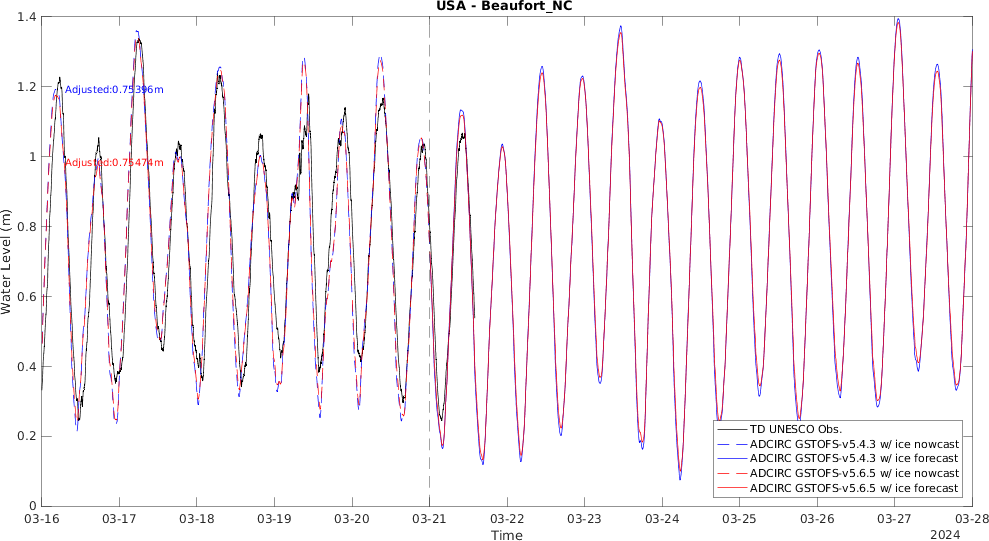 USA - Beaufort_NC
1.4
1.2
1
0.8
0.6
0.4
0.2
0
Water Level (m)
Adjusted:0.75396m
Adjusted:0.75474m
TD UNESCO Obs.
ADCIRC GSTOFS-v5.4.3 w/ ice nowcast
ADCIRC GSTOFS-v5.4.3 w/ ice forecast
ADCIRC GSTOFS-v5.6.5 w/ ice nowcast
ADCIRC GSTOFS-v5.6.5 w/ ice forecast
03-16 03-17 03-18 03-19 03-20 03-21 03-22 03-23 03-24 03-25 03-26 03-27 03-28
Time
2024